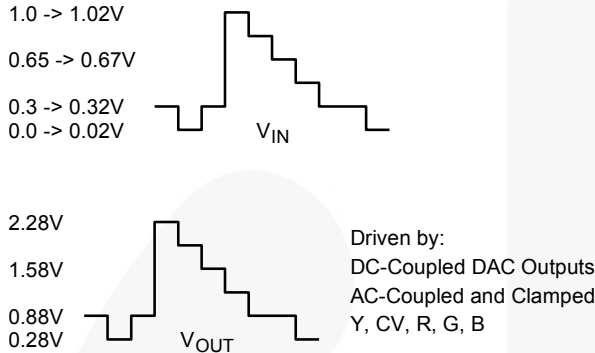 1.0 -> 1.02V
0.65 -> 0.67V
0.3 -> 0.32V
0.0 -> 0.02V
VIN
2.28V
1.58V
0.88V
0.28V
VOUT
Driven by:
DC-Coupled DAC Outputs
AC-Coupled and Clamped
Y, CV, R, G, B